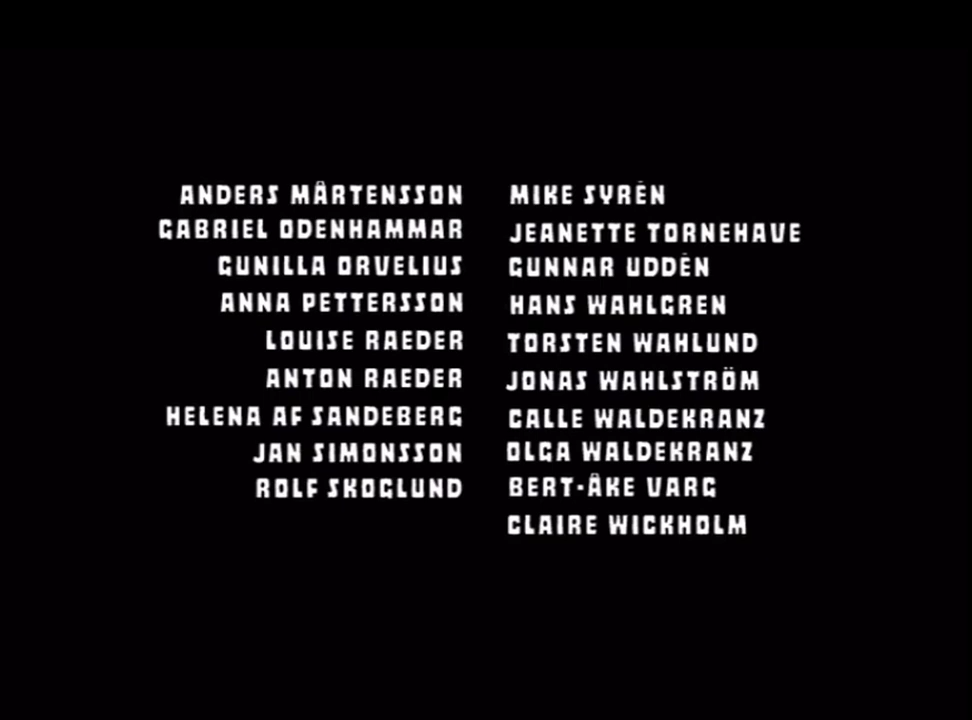 ANDERS MÅRTENSSON
GABRIEL ODENHAMMAR
GUNILLA ORVELIUS
ANNA PETTERSSON
LOUISE RAEDER
ANTON RAEDER
HELENA AF SANDEBERG
JAN SIMONSSON
ROLF SKOGLUND
MIKE SYRÉN
JEANETTE TORNEHAVE
GUNNAR UDDÉN
HANS WAHLGREN
TORSTEN WAHLUND
JONAS WAHLSTRÖM
CALLE WALDEKRANZ
OLGA WALDEKRANZ
BERT-ÅKE VARG
CLAIRE WICKHOLM